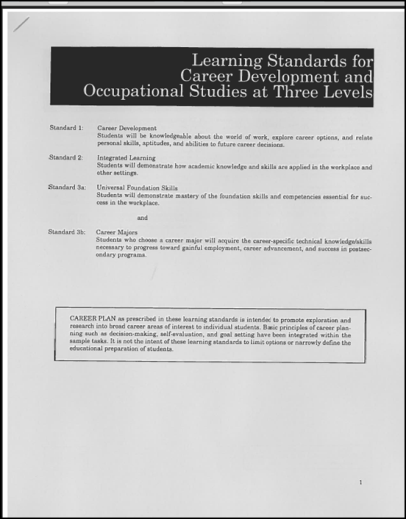 Learning Standards for
Career Development and
Occupational Studies at Three Levels
Standard 1: Career Development
Students will be knowledgeable about the world of work, explore career options, and relate
personal skills, aptitudes, and abilities to future career decisions.
Standard 2: Integrated Learning
Students will demonstrate how academic knowledge and skills are applied in the workplace and
other settings.
Standard 3a: Universal Foundation Skills
Students will demonstrate mastery of the foundation skills and competencies essential for suc-
cess in the workplace.
and
Standard 3b: Career Majors
Students who choose a career major will acquire the career-specific technical knowledge/skills
necessary to progress toward gainful employment, career advancement, and success in postsec-
ondary programs.
CAREER PLAN as prescribed in these learning standards is intended to promote exploration and
research into broad career areas of interest to individual students. Basic principles of career plan-
ning such as decision-making, self-evaluation, and goal setting have been integrated within the
sample tasks. It is not the intent of these learning standards to limit options or narrowly define the
educational preparation of students.
1